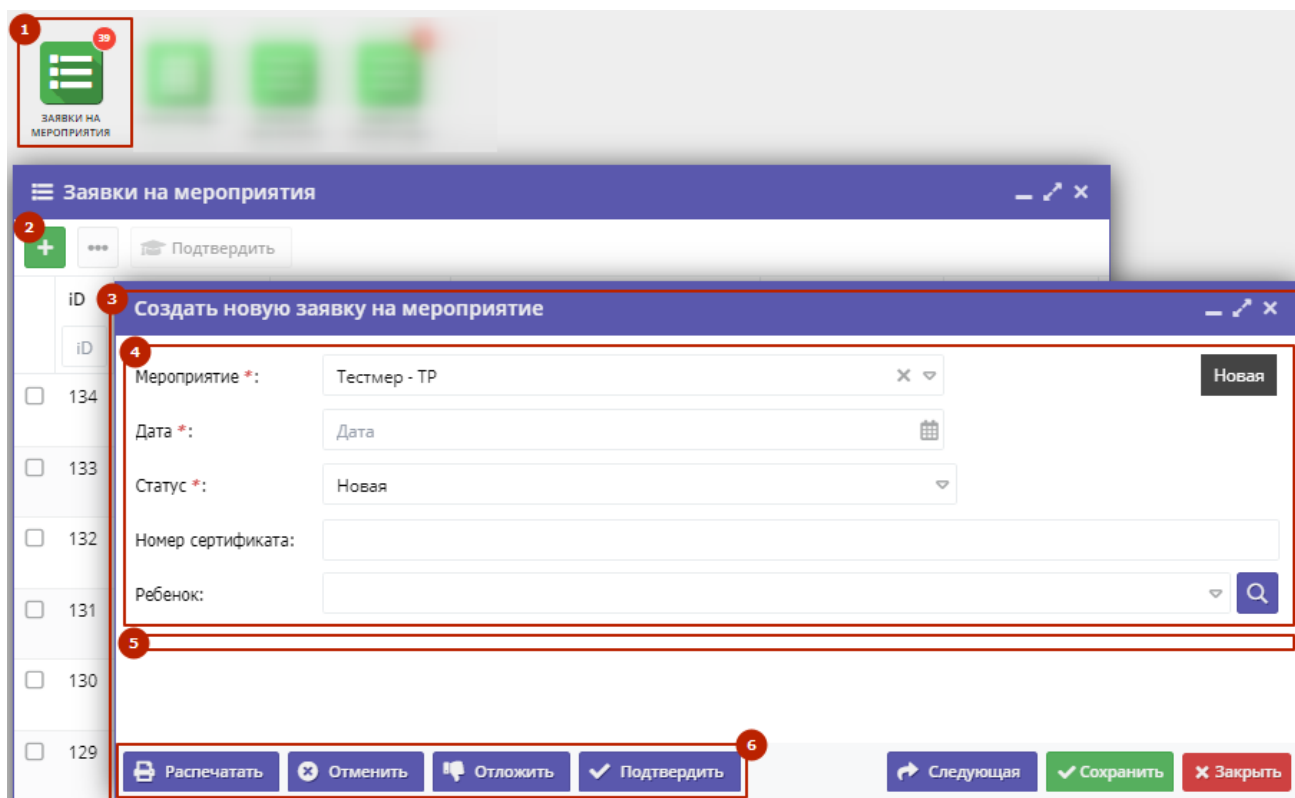 1
39
ЗАЯВКИ НА
МЕРОПРИЯТИЯ
Заявки на мероприятия
2
+ ••• Подтвердить
iD
3
Создать новую заявку на мероприятие
iD
4
Мероприятие *: Тестмер - ТР
Новая
134
Дата *: Дата
133
Статус *: Новая
132
Номер сертификата:
131
Ребенок:
5
130
129
6
Распечатать Отменить Отложить Подтвердить Следующая Сохранить Закрыть